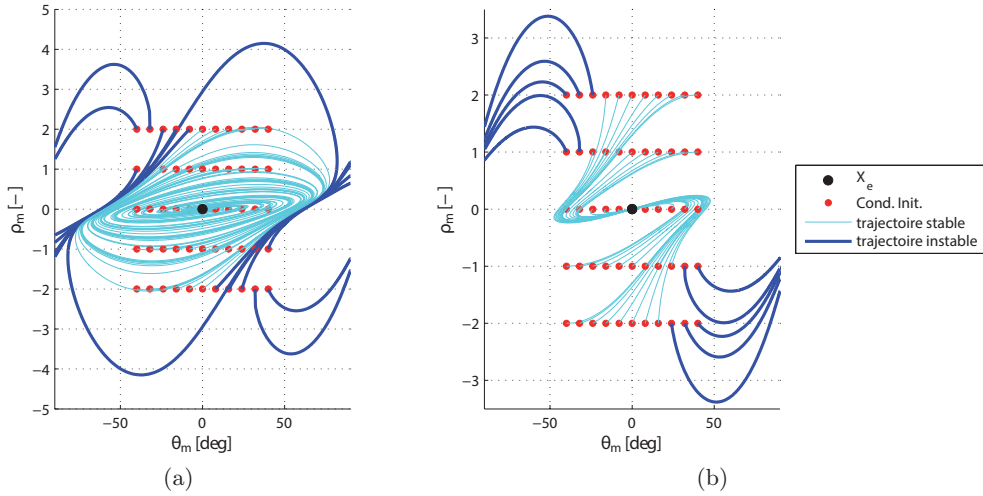 5
4
3
2
1
0
−1
−2
−3
−4
−5
ρm [−]
−50
0
50
θm [deg]
(a)
3
2
1
0
−1
−2
−3
ρm [−]
−50
0
50
θm [deg]
(b)
X_e
Cond. Init.
trajectoire stable
trajectoire instable